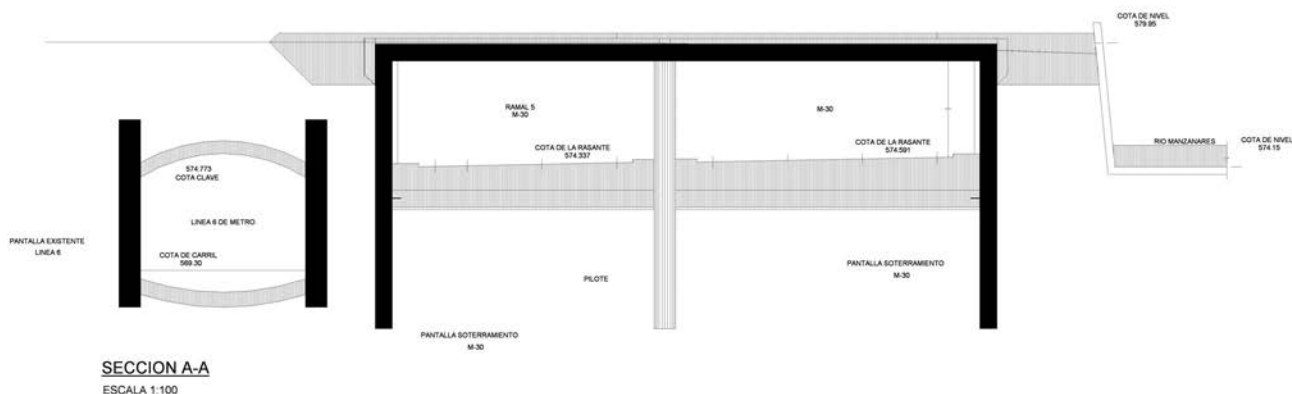 COTA DE NIVEL
579.95
RAMAL 5
M-30
M-30
COTA DE LA RASANTE
574.337
COTA DE LA RASANTE
574.591
RIO MANZANARES
COTA DE NIVEL
574.15
574.773
COTA CLAVE
LINEA 6 DE METRO
PANTALLA EXISTENTE
LINEA 6
COTA DE CARRIL
569.30
PILOTE
PANTALLA SOTERRAMIENTO
M-30
PANTALLA SOTERRAMIENTO
M-30
SECCION A-A
ESCALA 1:100